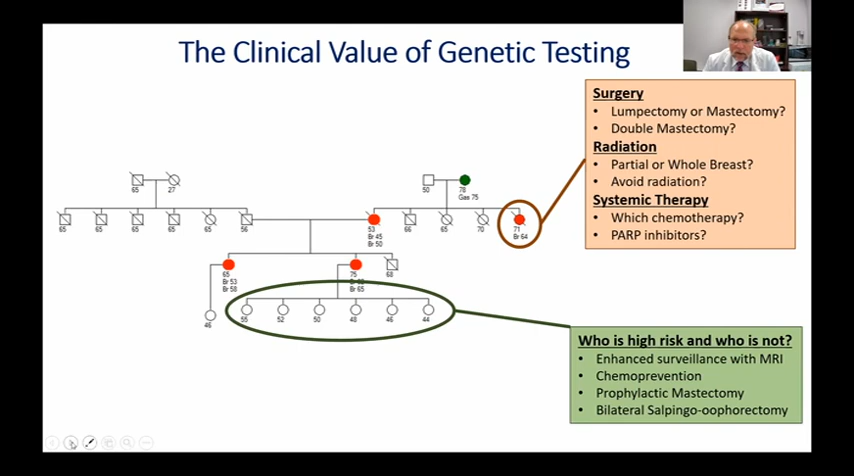 The Clinical Value of Genetic Testing
Surgery
• Lumpectomy or Mastectomy?
• Double Mastectomy?
Radiation
• Partial or Whole Breast?
• Avoid radiation?
Systemic Therapy
• Which chemotherapy?
• PARP inhibitors?
65
27
50
78
Gas 75
65
65
65
65
65
56
53
Br 45
Br 50
66
65
70
71
Br 64
65
Br 53
Br 58
75
Br 65
68
46
55
52
50
48
46
44
Who is high risk and who is not?
• Enhanced surveillance with MRI
• Chemoprevention
• Prophylactic Mastectomy
• Bilateral Salpingo-oophorectomy